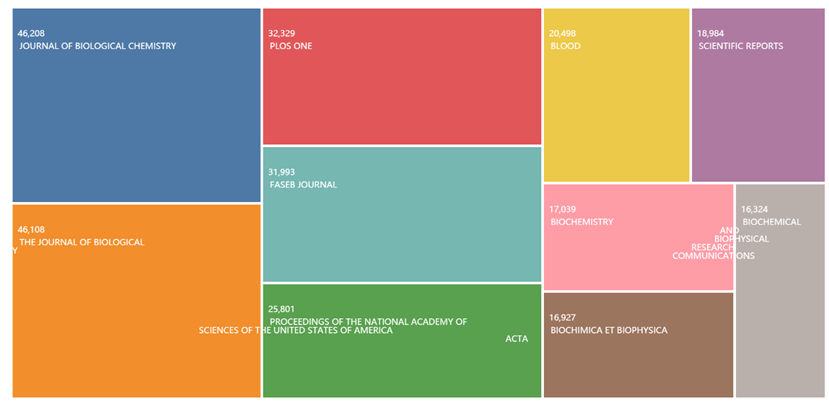 46,208
JOURNAL OF BIOLOGICAL CHEMISTRY
46,108
THE JOURNAL OF BIOLOGICAL
Y
32,329
PLOS ONE
31,993
FASEB JOURNAL
25,801
PROCEEDINGS OF THE NATIONAL ACADEMY OF
SCIENCES OF THE UNITED STATES OF AMERICA
20,498
BLOOD
18,984
SCIENTIFIC REPORTS
17,039
BIOCHEMISTRY
16,927
BIOCHIMICA ET BIOPHYSICA
ACTA
16,324
BIOCHEMICAL
AND
BIOPHYSICAL
RESEARCH
COMMUNICATIONS